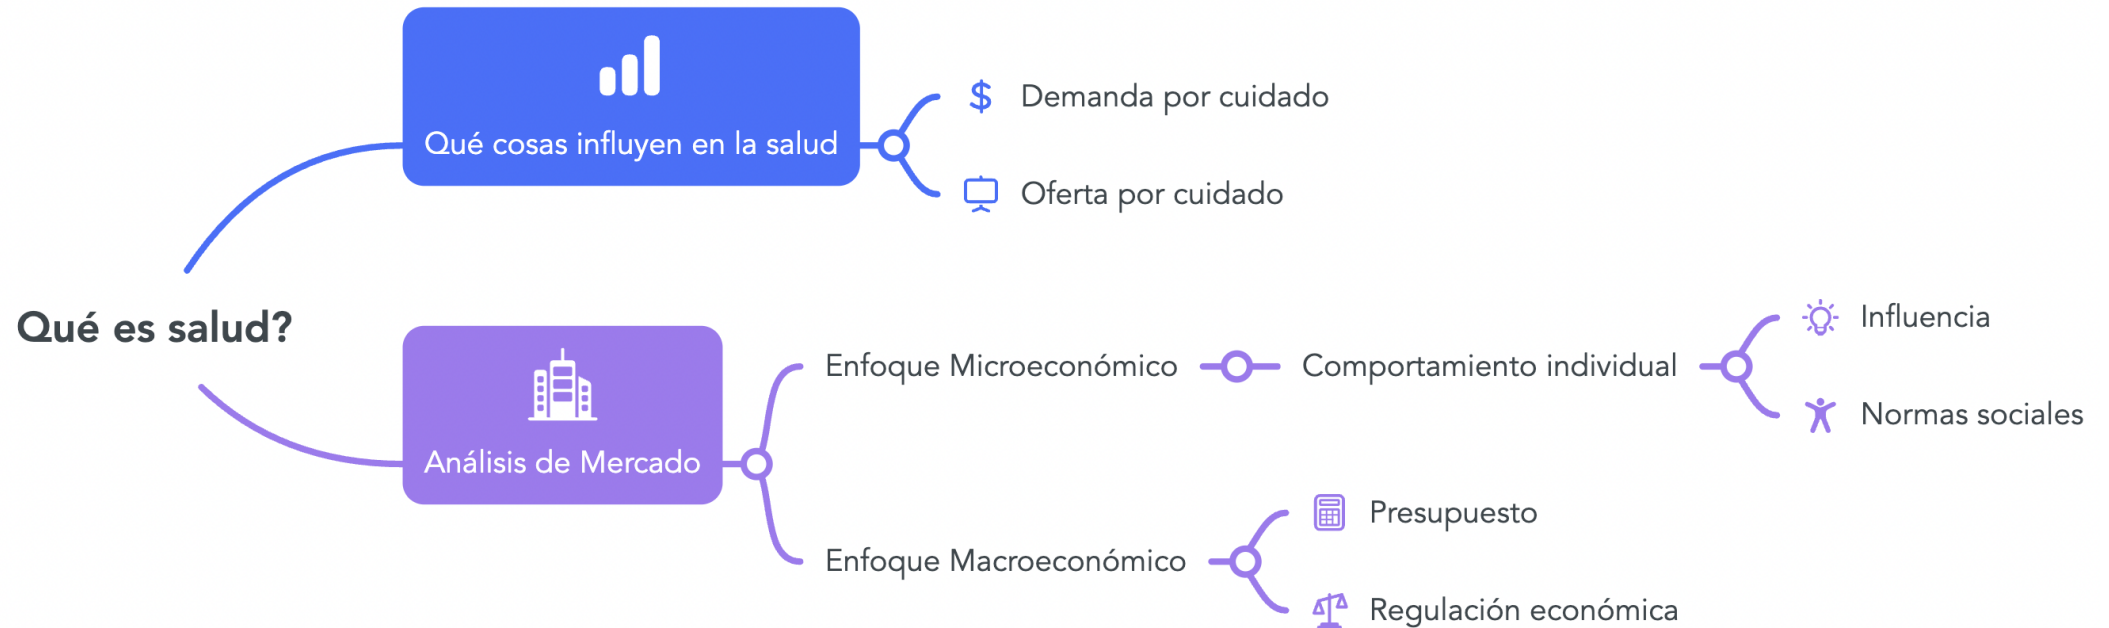 Qué cosas influyen en la salud
Demanda por cuidado
Oferta por cuidado
Qué es salud?
Análisis de Mercado
Enfoque Microeconómico
Comportamiento individual
Influencia
Normas sociales
Enfoque Macroeconómico
Presupuesto
Regulación económica